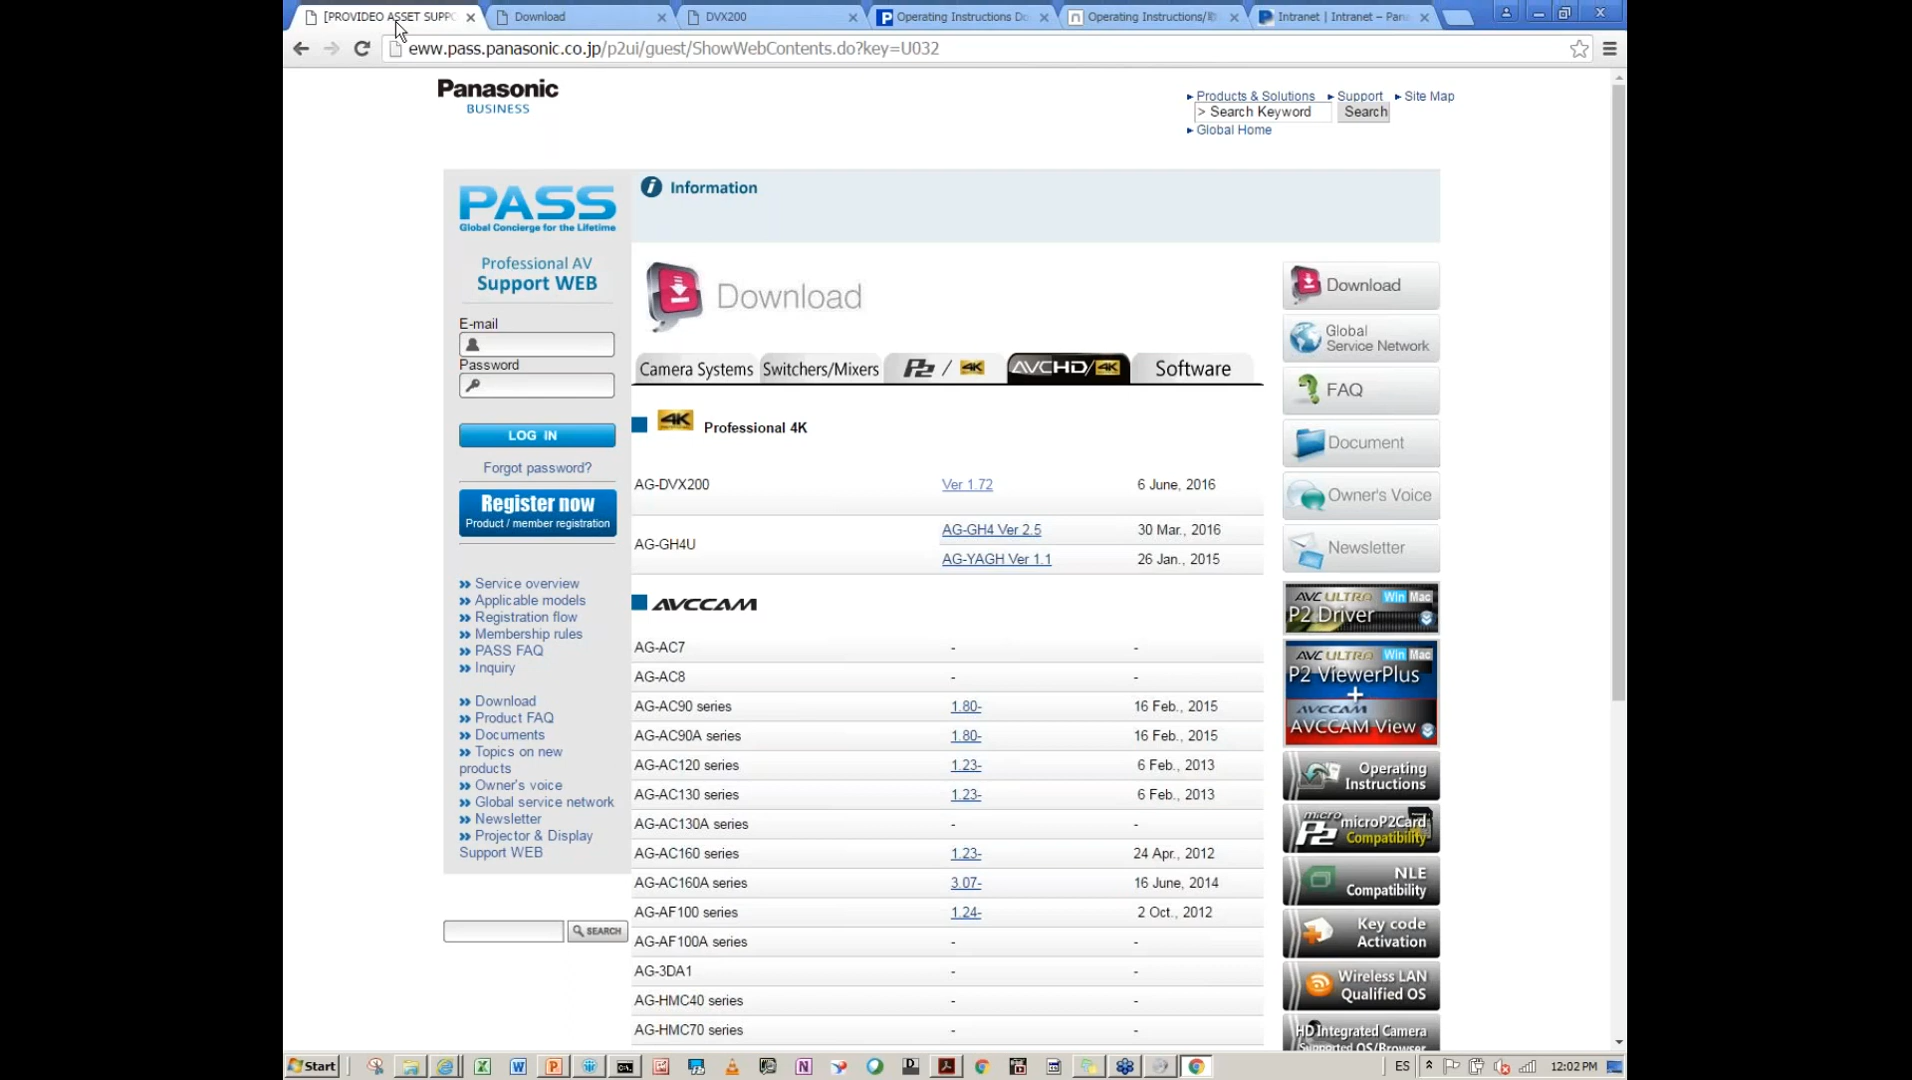 [PROVIDEO ASSET SUPPO
Download
DVX200
Operating Instructions Do
Operating Instructions/
Intranet | Intranet – Pan
eww.pass.panasonic.co.jp/p2ui/guest/ShowWebContents.do?key=U032
Panasonic
BUSINESS
Products & Solutions
Support
Site Map
> Search Keyword
Search
Global Home
PASS
Global Concierge for the Lifetime
Professional AV
Support WEB
E-mail
Password
LOG IN
Forgot password?
Register now
Product / member registration
Service overview
Applicable models
Registration flow
Membership rules
PASS FAQ
Inquiry
Download
Product FAQ
Documents
Topics on new
products
Owner's voice
Global service network
Newsletter
Projector & Display
Support WEB
SEARCH
i Information
Download
Camera Systems
Switchers/Mixers
P2 / 4K
AVCHD/4K
Software
4K Professional 4K
AG-DVX200 Ver 1.72 6 June, 2016
AG-GH4U
AG-GH4 Ver 2.5 30 Mar., 2016
AG-YAGH Ver 1.1 26 Jan., 2015
AVCCAM
AG-AC7 - -
AG-AC8 - -
AG-AC90 series 1.80- 16 Feb., 2015
AG-AC90A series 1.80- 16 Feb., 2015
AG-AC120 series 1.23- 6 Feb., 2013
AG-AC130 series 1.23- 6 Feb., 2013
AG-AC130A series - -
AG-AC160 series 1.23- 24 Apr., 2012
AG-AC160A series 3.07- 16 June, 2014
AG-AF100 series 1.24- 2 Oct., 2012
AG-AF100A series - -
AG-3DA1 - -
AG-HMC40 series - -
AG-HMC70 series - -
Download
Global
Service Network
FAQ
Document
Owner's Voice
Newsletter
AVC ULTRA Win Mac
P2 Driver
AVC ULTRA Win Mac
P2 ViewerPlus
+
AVCCAM
AVCCAM View
Operating
Instructions
micro P2 microP2Card
Compatibility
NLE
Compatibility
Key code
Activation
Wireless LAN
Qualified OS
HD Integrated Camera
Supported OS/Browser
Start
ES
12:02 PM